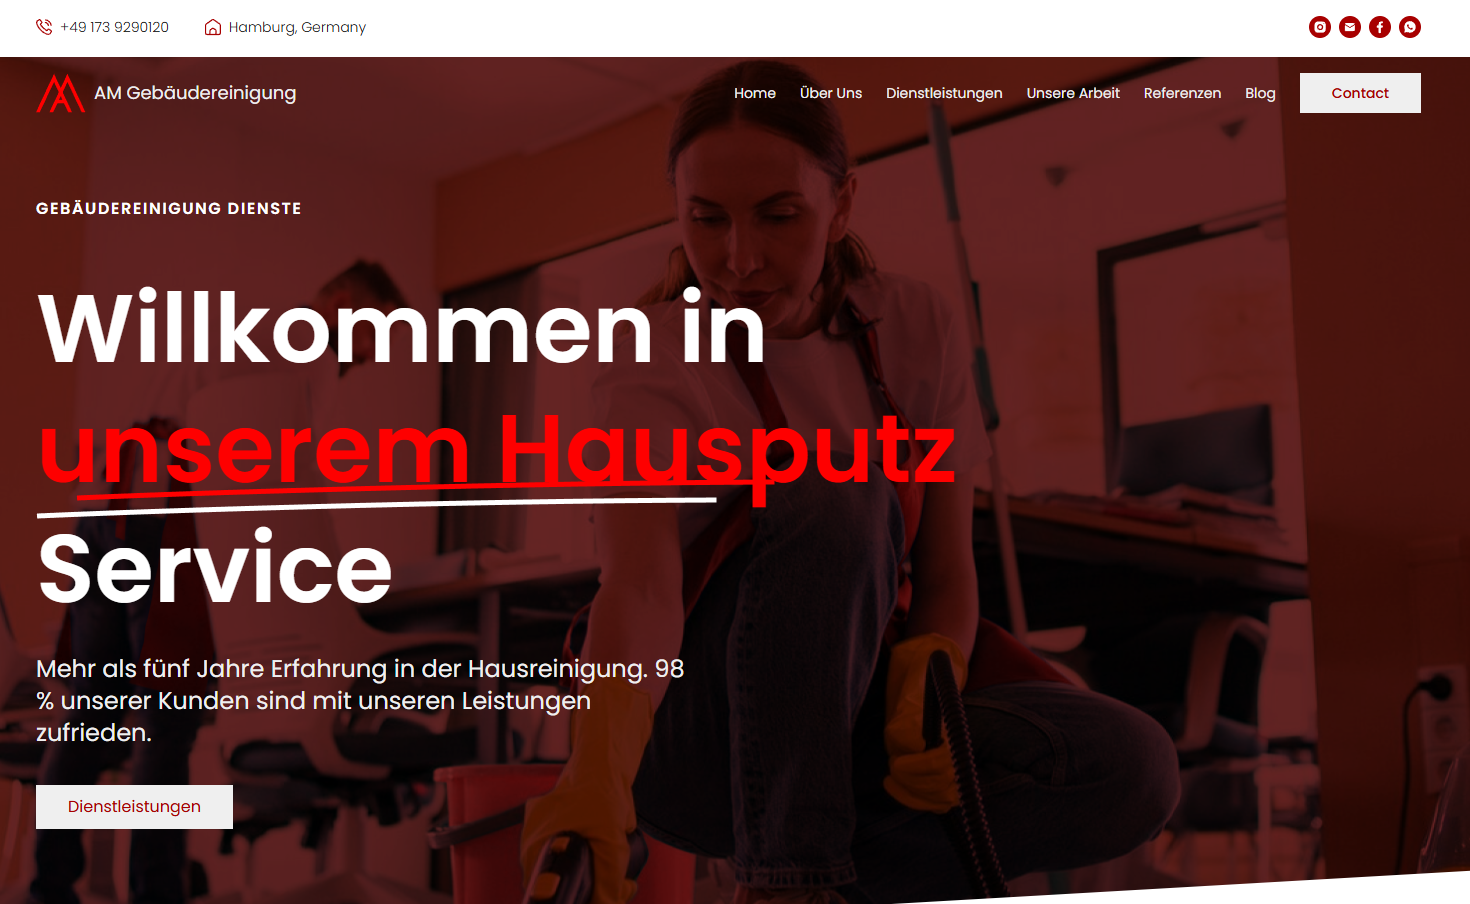 +49 173 9290120
Hamburg, Germany
AM Gebäudereinigung
Home
Über Uns
Dienstleistungen
Unsere Arbeit
Referenzen
Blog
Contact
GEBÄUDEREINIGUNG DIENSTE
Willkommen in
unserem Hausputz
Service
Mehr als fünf Jahre Erfahrung in der Hausreinigung. 98
% unserer Kunden sind mit unseren Leistungen
zufrieden.
Dienstleistungen